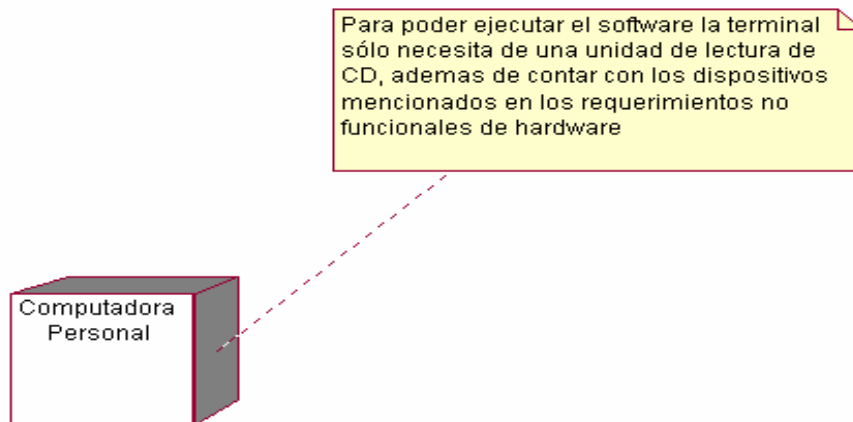 Para poder ejecutar el software la terminal
sólo necesita de una unidad de lectura de
CD, ademas de contar con los dispositivos
mencionados en los requerimientos no
funcionales de hardware
Computadora
Personal